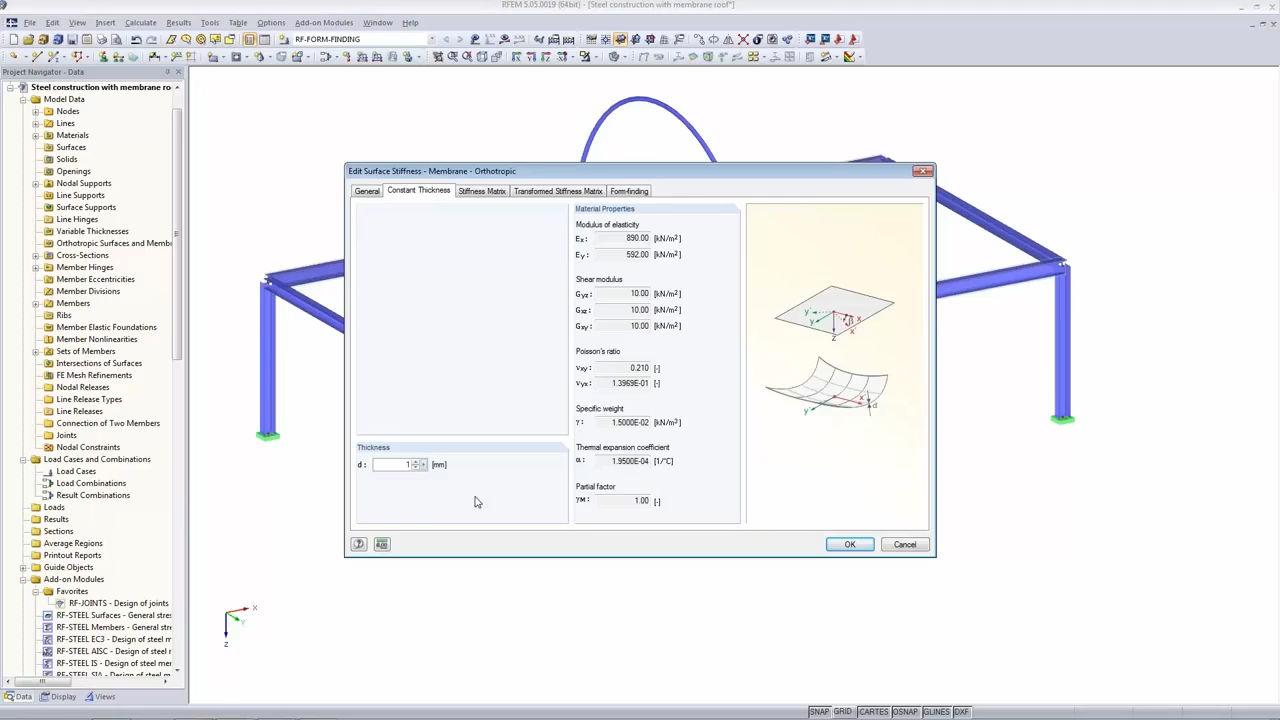 RFEM 5.05.0019 (64bit) - [Steel construction with membrane roof*]
File Edit View Insert Calculate Results Tools Table Options Add-on Modules Window Help
RF-FORM-FINDING
Project Navigator - Data
Steel construction with membrane ro
Model Data
Nodes
Lines
Materials
Surfaces
Solids
Openings
Nodal Supports
Line Supports
Surface Supports
Line Hinges
Variable Thicknesses
Orthotropic Surfaces and Memb
Cross-Sections
Member Hinges
Member Eccentricities
Member Divisions
Members
Ribs
Member Elastic Foundations
Member Nonlinearities
Sets of Members
Intersections of Surfaces
FE Mesh Refinements
Nodal Releases
Line Release Types
Line Releases
Connection of Two Members
Joints
Nodal Constraints
Load Cases and Combinations
Load Cases
Load Combinations
Result Combinations
Loads
Results
Sections
Average Regions
Printout Reports
Guide Objects
Add-on Modules
Favorites
RF-JOINTS - Design of joints
RF-STEEL Surfaces - General stres
RF-STEEL Members - General stre
RF-STEEL EC3 - Design of steel m
RF-STEEL AISC - Design of steel m
RF-STEEL IS - Design of steel me
RF-STEEL SIA - Design of steel m
Data Display Views
Edit Surface Stiffness - Membrane - Orthotropic
General Constant Thickness Stiffness Matrix Transformed Stiffness Matrix Form-finding
Material Properties
Modulus of elasticity
Ex: 890.00 [kN/m²]
Ey: 592.00 [kN/m²]
Shear modulus
Gyz: 10.00 [kN/m²]
Gxz: 10.00 [kN/m²]
Gxy: 10.00 [kN/m²]
Poisson's ratio
νxy: 0.210 [-]
νyx: 1.3969E-01 [-]
Specific weight
γ: 1.5000E-02 [kN/m³]
Thermal expansion coefficient
α: 1.9500E-04 [1/°C]
Partial factor
γM: 1.00 [-]
Thickness
d: 1 [mm]
y' y β x x z
y' x' d
OK Cancel
X
Y
Z
SNAP GRID CARTES OSNAP GLINES DXF